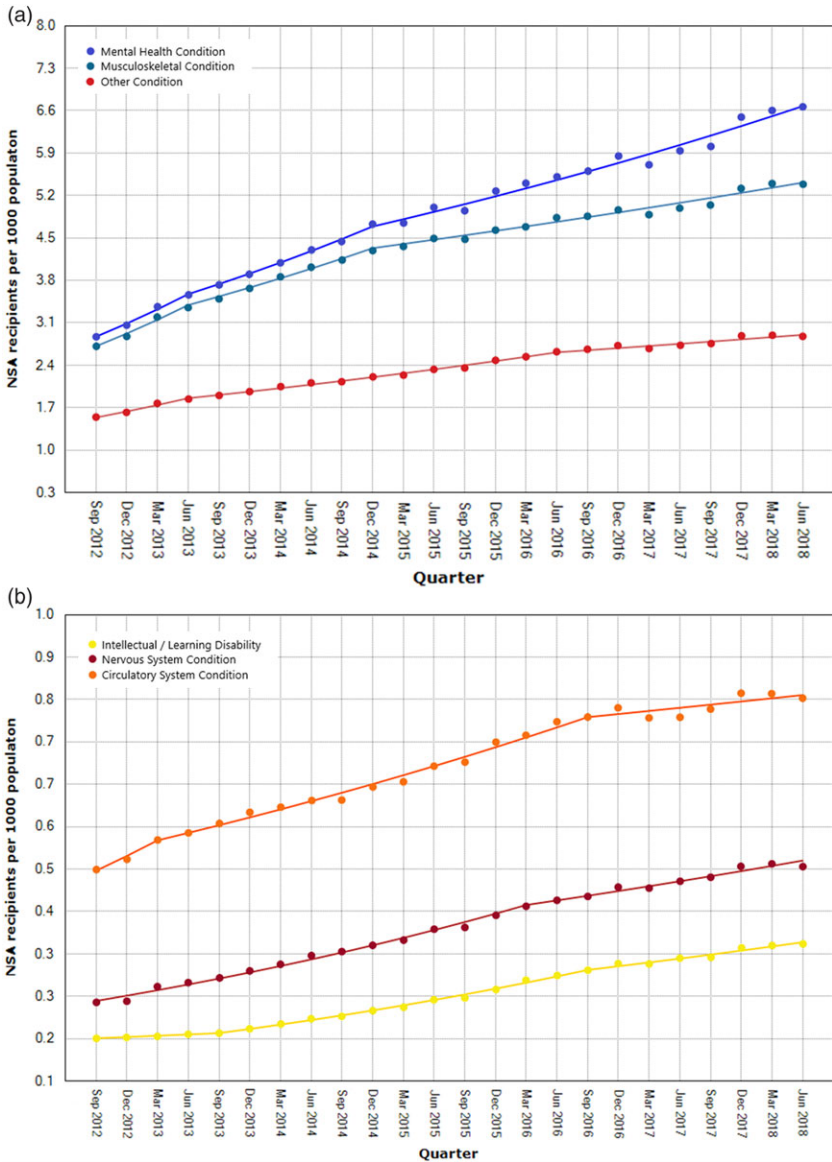 (a)
8.0
7.3
6.6
5.9
5.2
4.5
3.8
3.1
2.4
1.7
1.0
0.3
NSA recipients per 1000 populaton
Mental Health Condition
Musculoskeletal Condition
Other Condition
Sep 2012
Dec 2012
Mar 2013
Jun 2013
Sep 2013
Dec 2013
Mar 2014
Jun 2014
Sep 2014
Dec 2014
Mar 2015
Jun 2015
Sep 2015
Dec 2015
Mar 2016
Jun 2016
Sep 2016
Dec 2016
Mar 2017
Jun 2017
Sep 2017
Dec 2017
Mar 2018
Jun 2018
Quarter
(b)
1.0
0.9
0.8
0.7
0.7
0.6
0.5
0.4
0.3
0.3
0.2
0.1
NSA recipients per 1000 populaton
Intellectual / Learning Disability
Nervous System Condition
Circulatory System Condition
Sep 2012
Dec 2012
Mar 2013
Jun 2013
Sep 2013
Dec 2013
Mar 2014
Jun 2014
Sep 2014
Dec 2014
Mar 2015
Jun 2015
Sep 2015
Dec 2015
Mar 2016
Jun 2016
Sep 2016
Dec 2016
Mar 2017
Jun 2017
Sep 2017
Dec 2017
Mar 2018
Jun 2018
Quarter